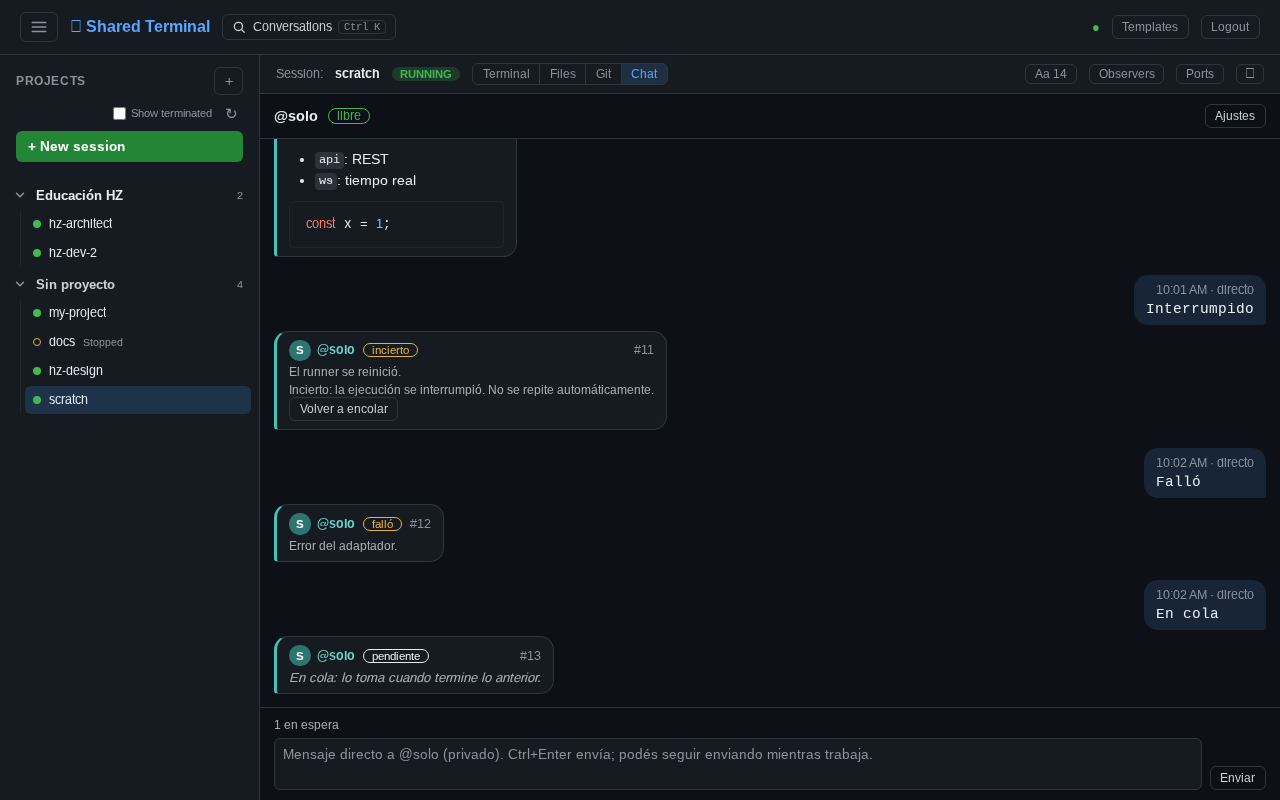 Shared Terminal
Conversations Ctrl K
Templates
Logout
PROJECTS
+
Show terminated ↻
+ New session
Educación HZ 2
hz-architect
hz-dev-2
Sin proyecto 4
my-project
docs Stopped
hz-design
scratch
Session: scratch RUNNING
Terminal Files Git Chat
Aa 14
Observers
Ports
@solo libre
Ajustes
• api: REST
• ws: tiempo real
const x = 1;
10:01 AM · directo
Interrumpido
S @solo incierto #11
El runner se reinició.
Incierto: la ejecución se interrumpió. No se repite automáticamente.
Volver a encolar
10:02 AM · directo
Falló
S @solo falló #12
Error del adaptador.
10:02 AM · directo
En cola
S @solo pendiente #13
En cola: lo toma cuando termine lo anterior.
1 en espera
Mensaje directo a @solo (privado). Ctrl+Enter envía; podés seguir enviando mientras trabaja.
Enviar